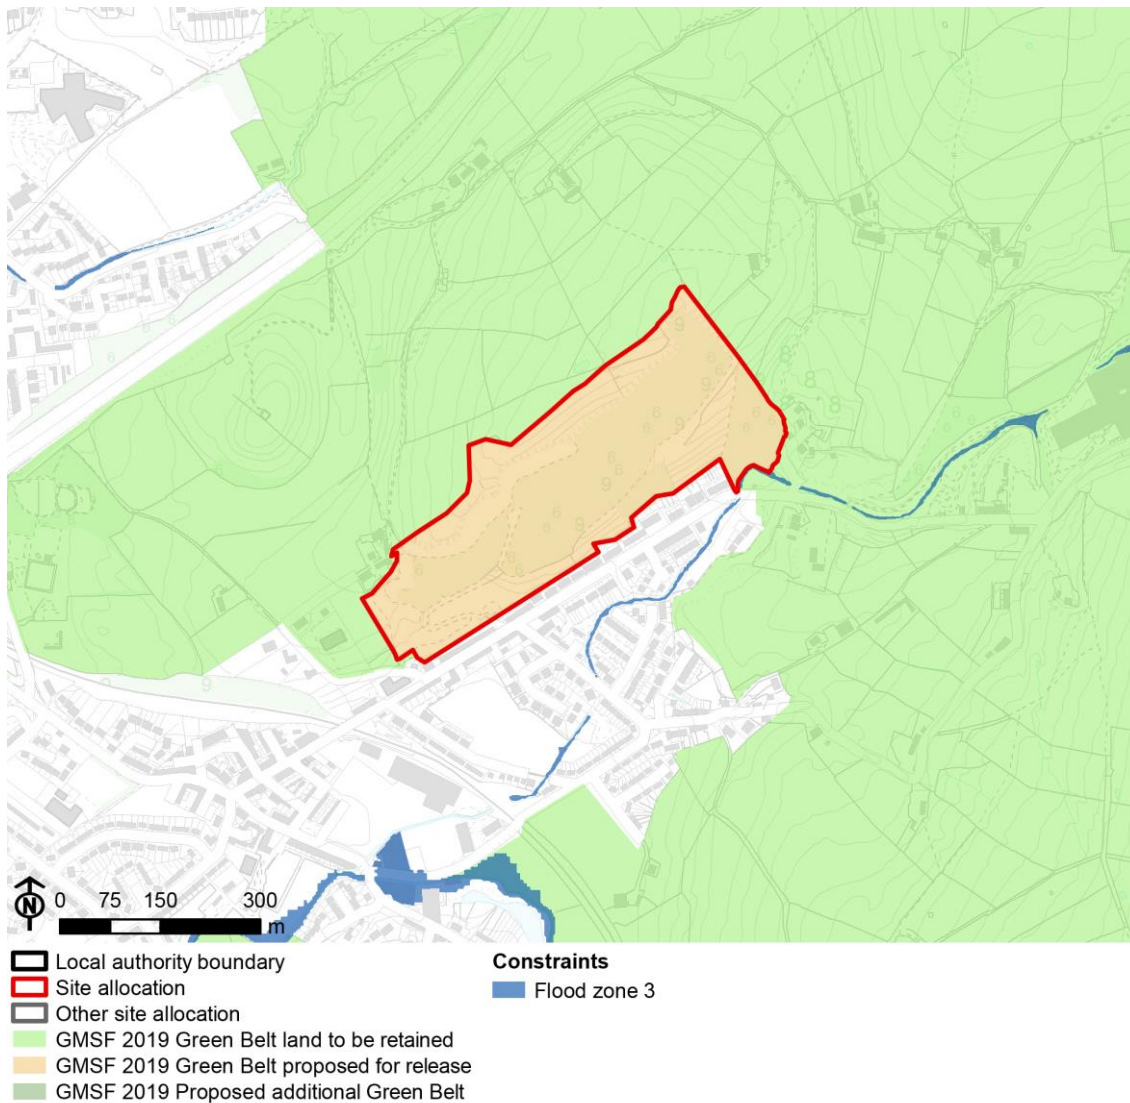 N
0 75 150 300
m
Local authority boundary
Site allocation
Other site allocation
GMSF 2019 Green Belt land to be retained
GMSF 2019 Green Belt proposed for release
GMSF 2019 Proposed additional Green Belt
Constraints
Flood zone 3